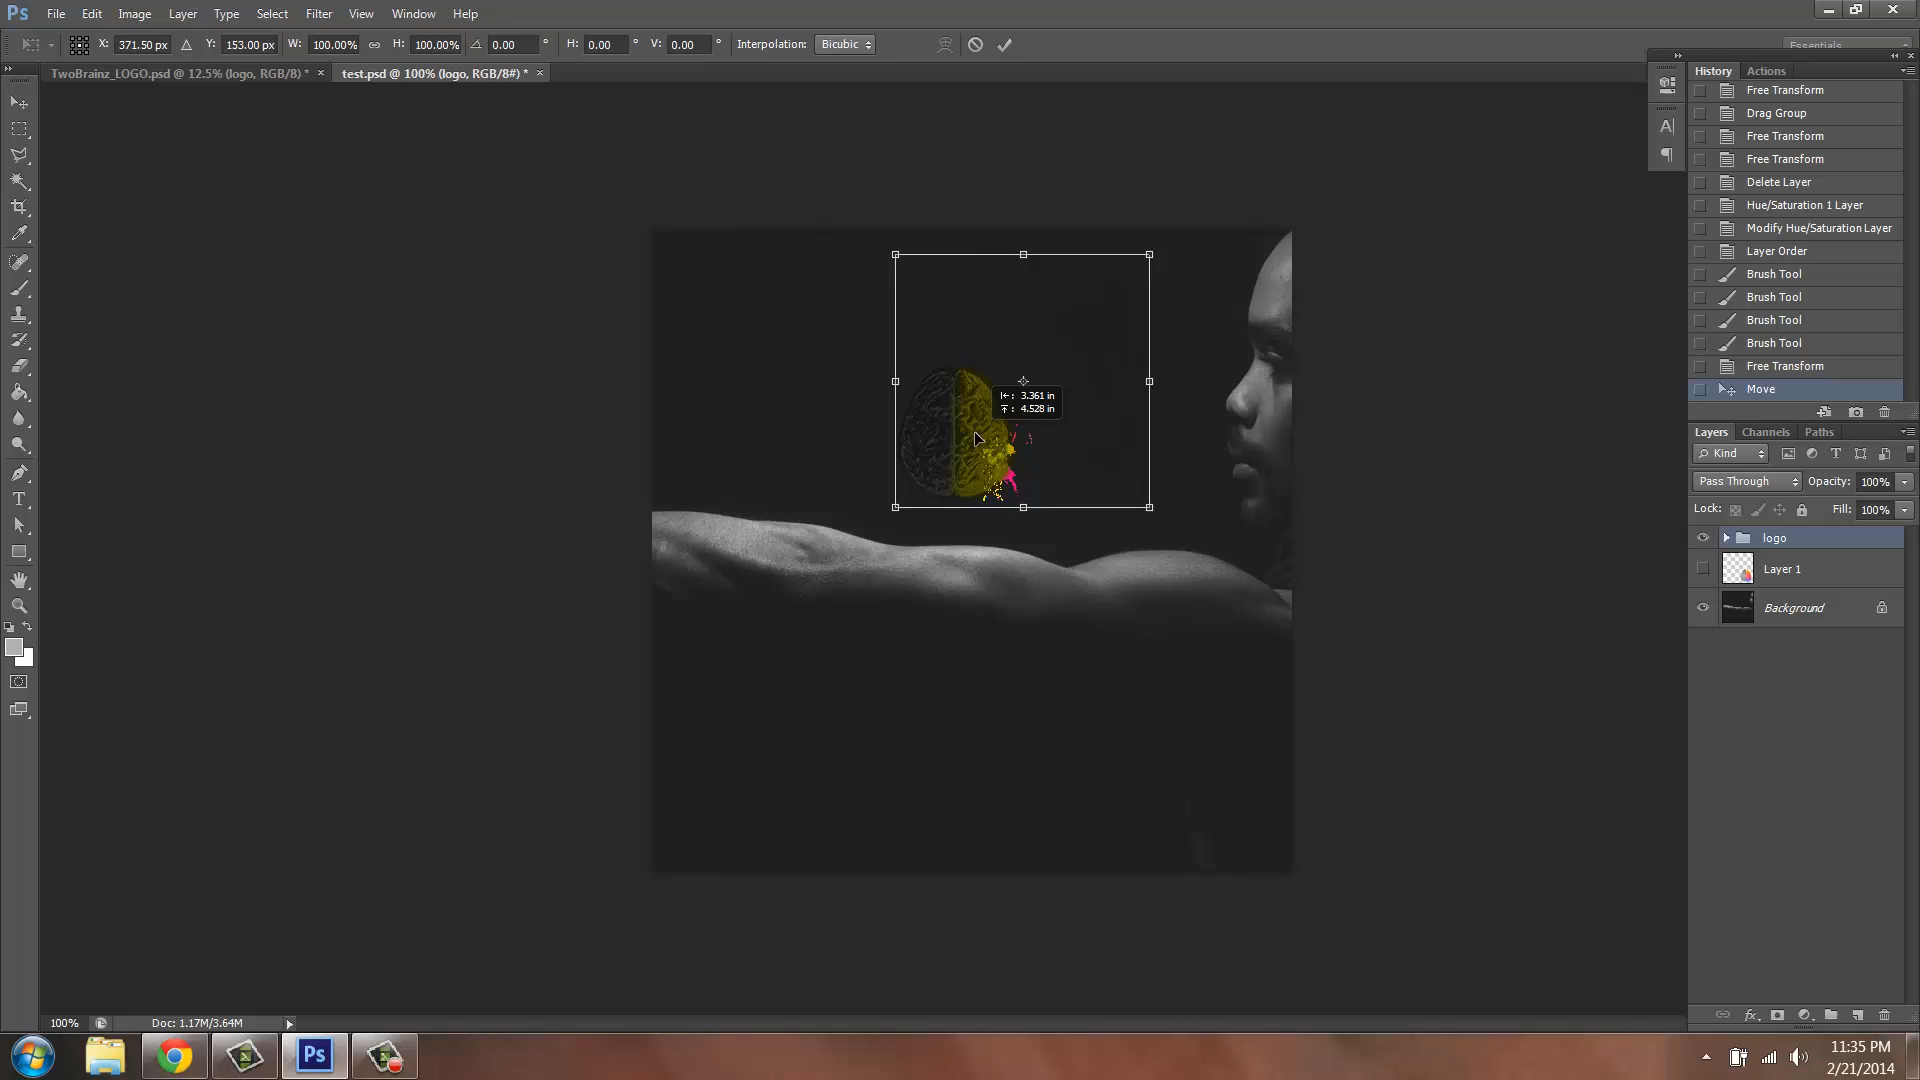 Ps File Edit Image Layer Type Select Filter View Window Help
X: 371.50 px Y: 153.00 px W: 100.00% H: 100.00% 0.00 ° H: 0.00 ° V: 0.00 ° Interpolation: Bicubic Essentials
TwoBrainz_LOGO.psd @ 12.5% (logo, RGB/8) * × test.psd @ 100% (logo, RGB/8#) * ×
History Actions
Free Transform
Drag Group
Free Transform
Free Transform
Delete Layer
Hue/Saturation 1 Layer
Modify Hue/Saturation Layer
Layer Order
Brush Tool
Brush Tool
Brush Tool
Brush Tool
Free Transform
Move
3.361 in
4.528 in
Layers Channels Paths
Kind
Pass Through Opacity: 100%
Lock: Fill: 100%
logo
Layer 1
Background
100% Doc: 1.17M/3.64M
Ps
11:35 PM
2/21/2014